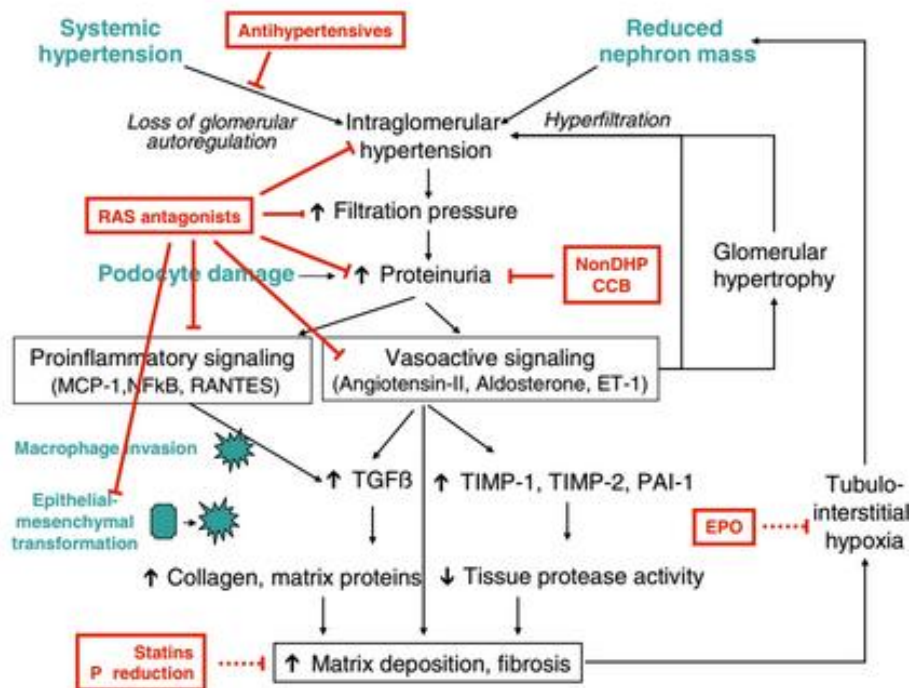 Systemic
hypertension
Antihypertensives
Reduced
nephron mass
Loss of glomerular
autoregulation
Intraglomerular
hypertension
Hyperfiltration
RAS antagonists
↑ Filtration pressure
Podocyte damage
↑ Proteinuria
NonDHP
CCB
Glomerular
hypertrophy
Proinflammatory signaling
(MCP-1,NFkB, RANTES)
Vasoactive signaling
(Angiotensin-II, Aldosterone, ET-1)
Macrophage invasion
↑ TGFß
↑ TIMP-1, TIMP-2, PAI-1
Epithelial-
mesenchymal
transformation
EPO
Tubulo-
interstitial
hypoxia
↑ Collagen, matrix proteins
↓ Tissue protease activity
Statins
P reduction
↑ Matrix deposition, fibrosis